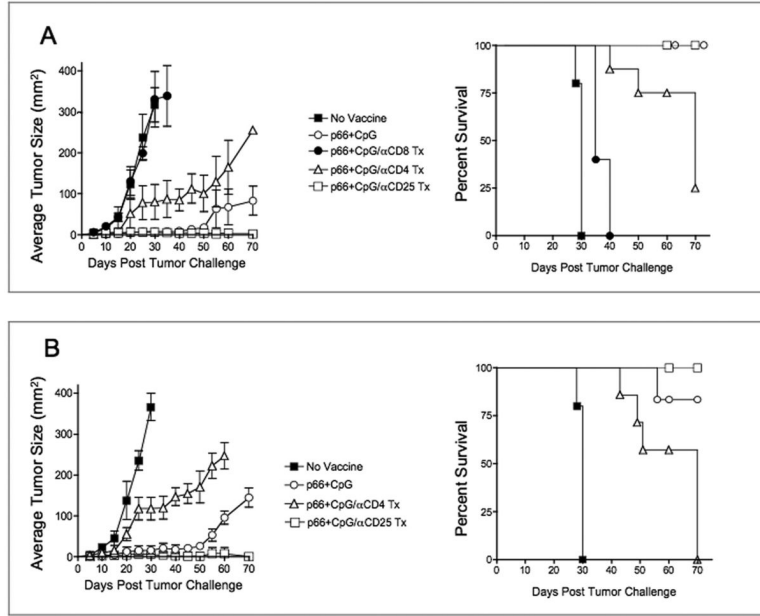 A
Average Tumor Size (mm²)
400
300
200
100
0
0 10 20 30 40 50 60 70
Days Post Tumor Challenge
No Vaccine
p66+CpG
p66+CpG/αCD8 Tx
p66+CpG/αCD4 Tx
p66+CpG/αCD25 Tx
Percent Survival
100
75
50
25
0
0 10 20 30 40 50 60 70
Days Post Tumor Challenge
B
Average Tumor Size (mm²)
400
300
200
100
0
0 10 20 30 40 50 60 70
Days Post Tumor Challenge
No Vaccine
p66+CpG
p66+CpG/αCD4 Tx
p66+CpG/αCD25 Tx
Percent Survival
100
75
50
25
0
0 10 20 30 40 50 60 70
Days Post Tumor Challenge